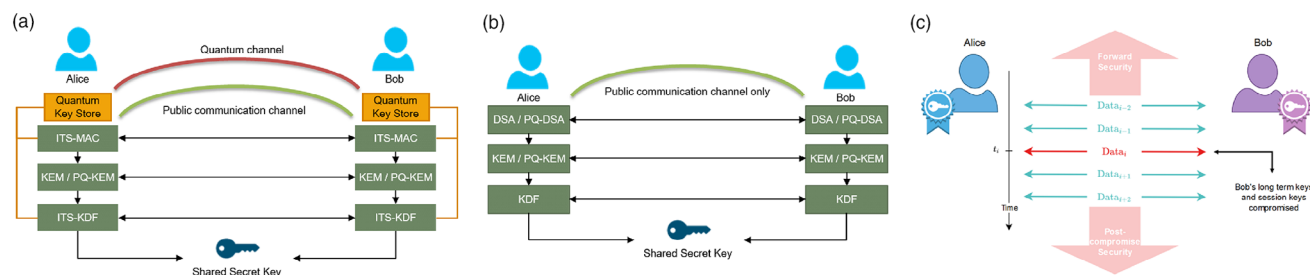 (a)
Quantum channel
Alice
Bob
Public communication channel
Quantum
Key Store
Quantum
Key Store
ITS-MAC
ITS-MAC
KEM / PQ-KEM
KEM / PQ-KEM
ITS-KDF
ITS-KDF
Shared Secret Key
(b)
Alice
Public communication channel only
Bob
DSA / PQ-DSA
DSA / PQ-DSA
KEM / PQ-KEM
KEM / PQ-KEM
KDF
KDF
Shared Secret Key
(c)
Alice
Bob
Forward
Security
Data_{i-2}
Data_{i-1}
t_i
Data_i
Data_{i+1}
Data_{i+2}
Bob's long term keys
and session keys
compromised
Time
Post-
compromise
Security